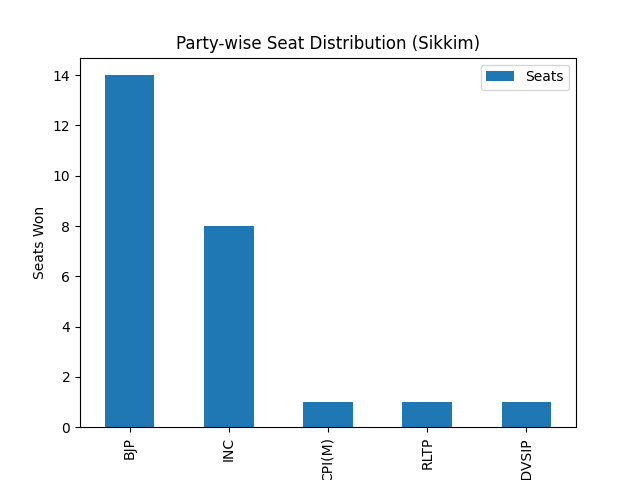 Party-wise Seat Distribution (Sikkim)
Seats
Seats Won
14
12
10
8
6
4
2
0
BJP
INC
CPI(M)
RLTP